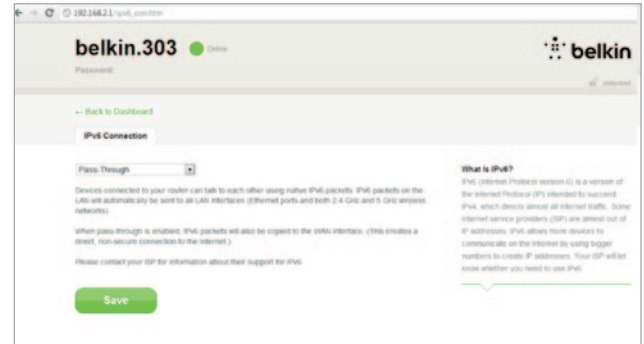 192.168.2.1/ipv6_con.htm
belkin.303 Online
belkin
Password:
unlocked
← Back to Dashboard
IPv6 Connection
Pass-Through
Devices connected to your router can talk to each other using native IPv6 packets. IPv6 packets on the
LAN will automatically be sent to all LAN interfaces (Ethernet ports and both 2.4 GHz and 5 GHz wireless
networks).
When pass-through is enabled, IPv6 packets will also be copied to the WAN interface. (This creates a
direct, non-secure connection to the internet.)
Please contact your ISP for information about their support for IPv6.
Save
What is IPv6?
IPv6 (Internet Protocol version 6) is a version of
the Internet Protocol (IP) intended to succeed
IPv4, which directs almost all internet traffic. Some
internet service providers (ISP) are almost out of
IP addresses. IPv6 allows more devices to
communicate on the Internet by using bigger
numbers to create IP addresses. Your ISP will let
know whether you need to use IPv6.